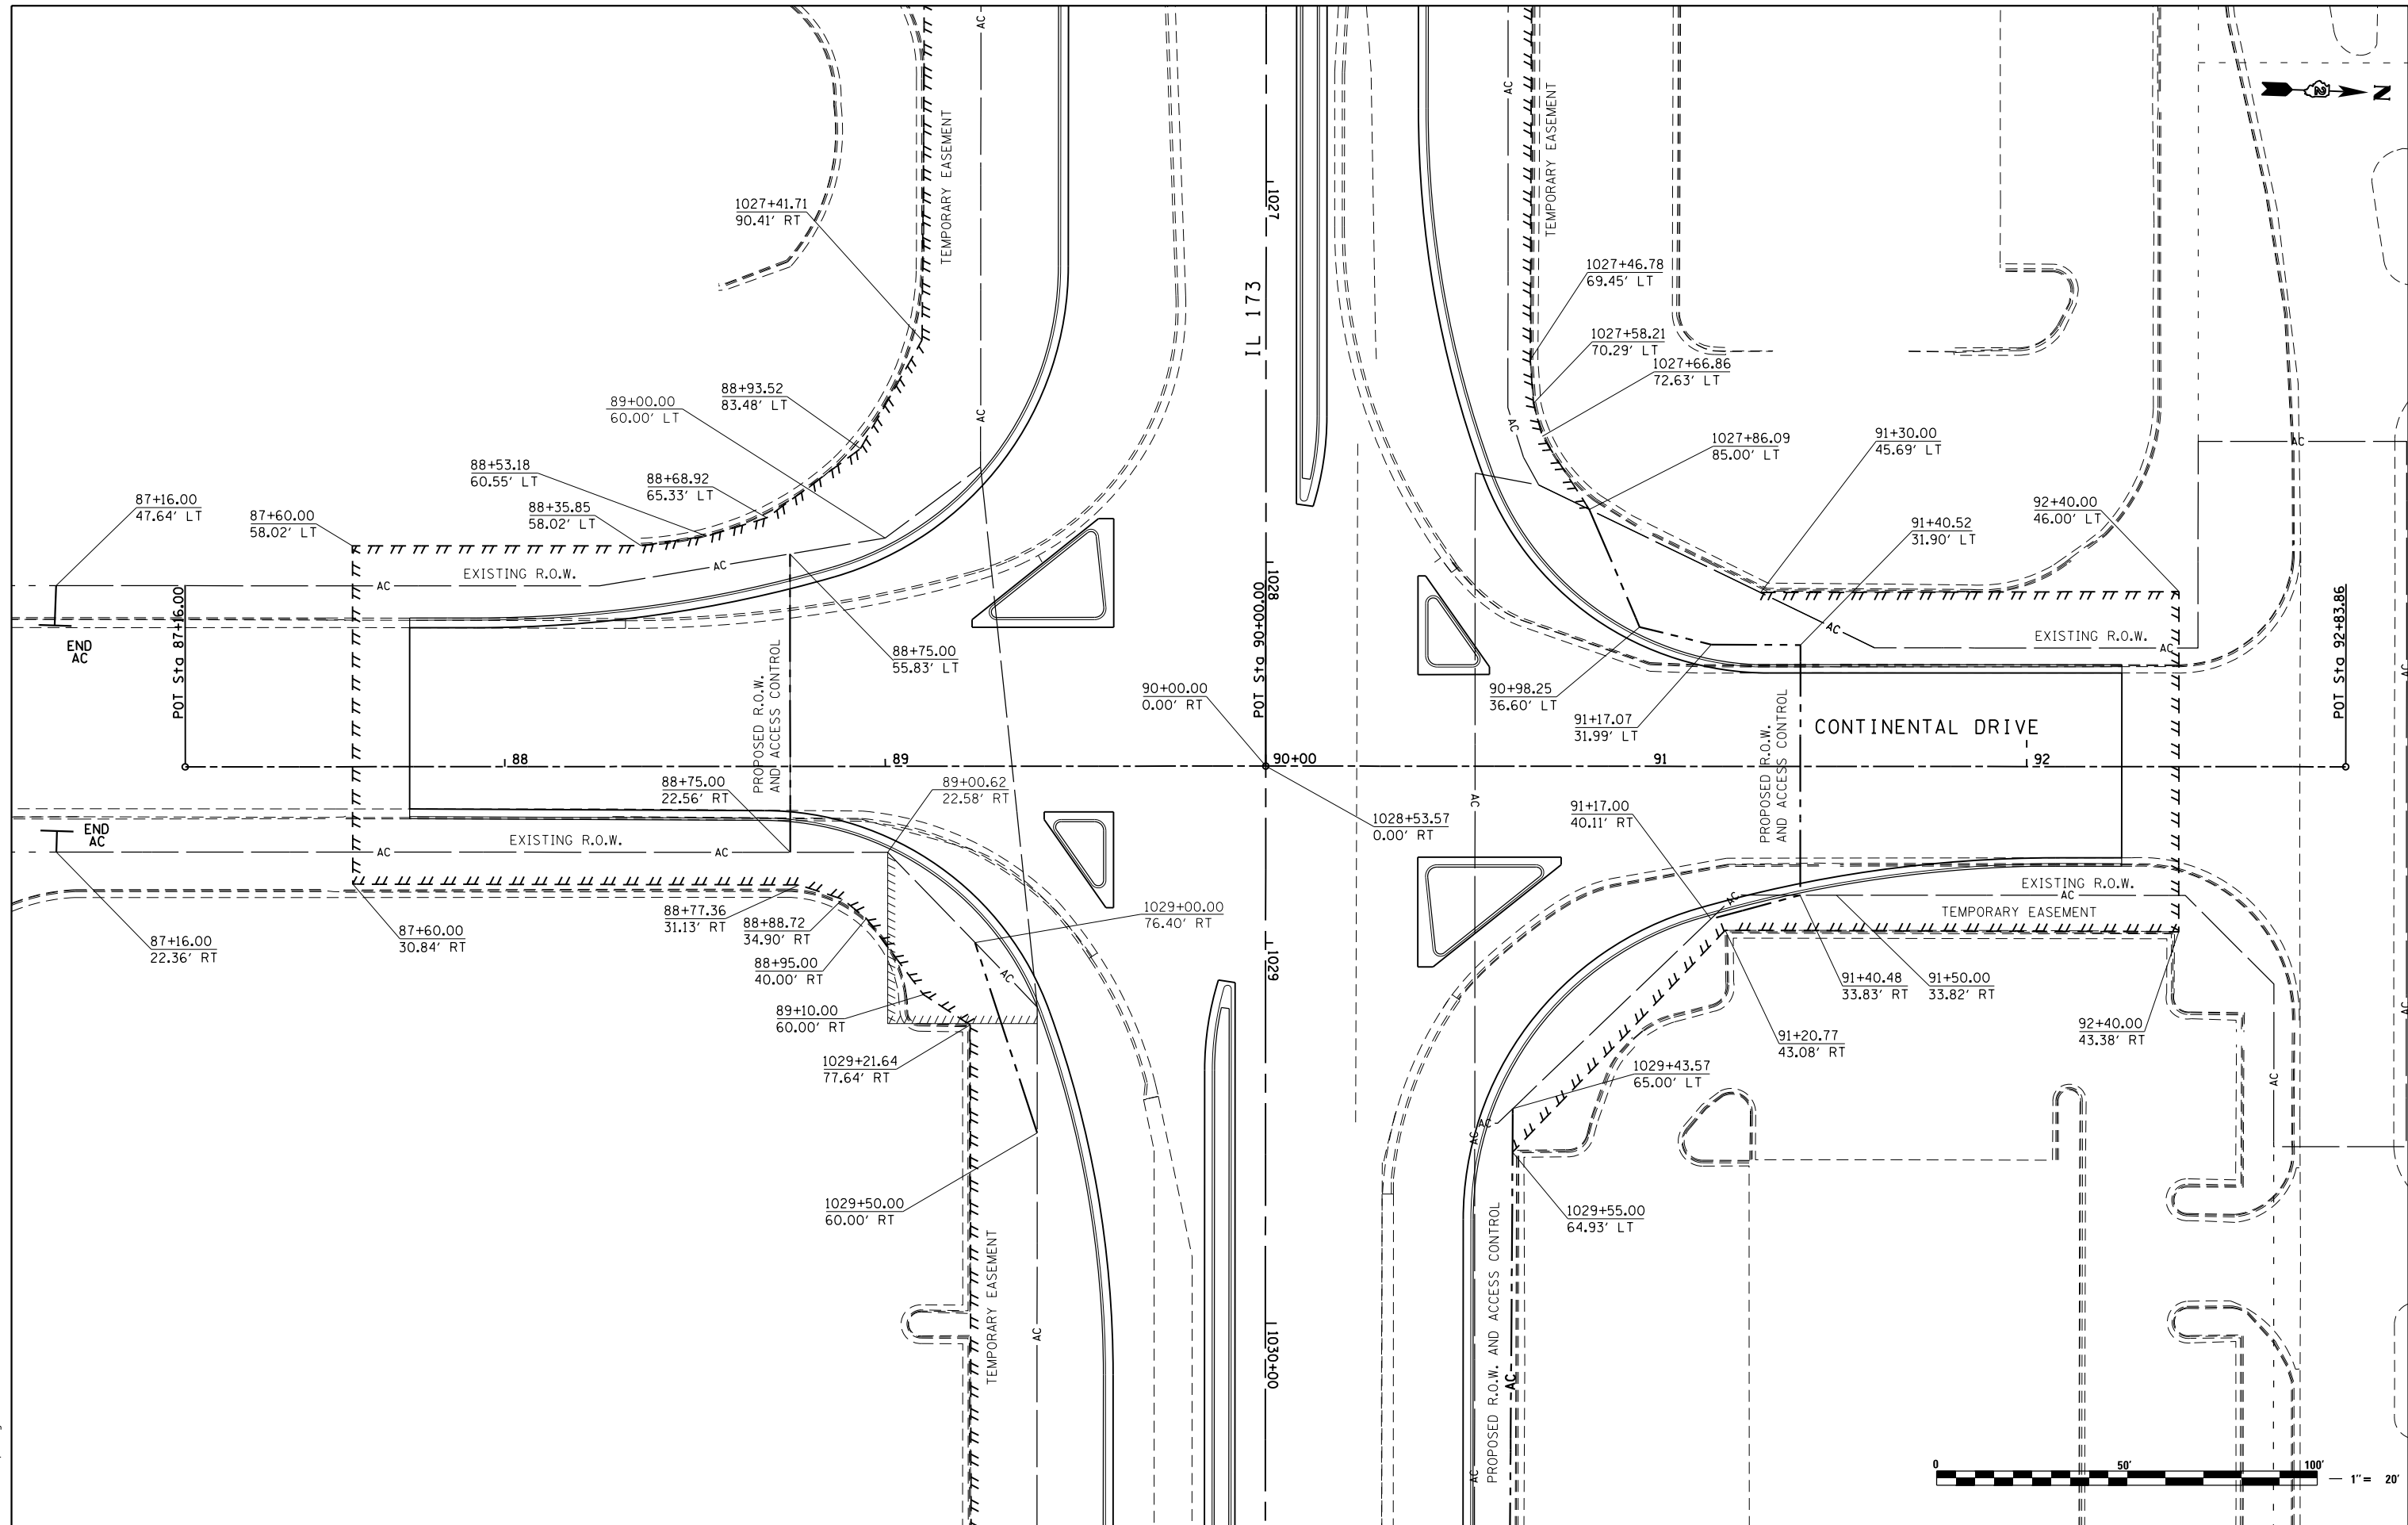 AC
AC
N
2
TEMPORARY EASEMENT
TEMPORARY EASEMENT
1027+41.71
90.41' RT
1027
IL 173
1027+46.78
69.45' LT
1027+58.21
70.29' LT
1027+66.86
72.63' LT
88+93.52
83.48' LT
89+00.00
60.00' LT
AC
AC
1027+86.09
85.00' LT
91+30.00
45.69' LT
AC
88+53.18
60.55' LT
88+68.92
65.33' LT
87+16.00
47.64' LT
87+60.00
58.02' LT
88+35.85
58.02' LT
92+40.00
46.00' LT
91+40.52
31.90' LT
EXISTING R.O.W.
AC
AC
1028
POT Sta 90+00.00
POT Sta 87+16.00
POT Sta 92+83.86
END
AC
88+75.00
55.83' LT
AC
EXISTING R.O.W.
AC
PROPOSED R.O.W.
AND ACCESS CONTROL
90+00.00
0.00' RT
90+98.25
36.60' LT
91+17.07
31.99' LT
PROPOSED R.O.W.
AND ACCESS CONTROL
CONTINENTAL DRIVE
88
89
90+00
91
92
88+75.00
22.56' RT
89+00.62
22.58' RT
AC
91+17.00
40.11' RT
1028+53.57
0.00' RT
END
AC
EXISTING R.O.W.
AC
AC
EXISTING R.O.W.
AC
AC
TEMPORARY EASEMENT
87+16.00
22.36' RT
87+60.00
30.84' RT
88+77.36
31.13' RT
88+88.72
34.90' RT
1029+00.00
76.40' RT
1029
88+95.00
40.00' RT
AC
91+40.48
33.83' RT
91+50.00
33.82' RT
89+10.00
60.00' RT
91+20.77
43.08' RT
92+40.00
43.38' RT
1029+21.64
77.64' RT
1029+43.57
65.00' LT
AC
AC
AC
1029+50.00
60.00' RT
1029+55.00
64.93' LT
TEMPORARY EASEMENT
AC
1030+00
PROPOSED R.O.W. AND ACCESS CONTROL
AC
AC
0
50'
100'
1"= 20'